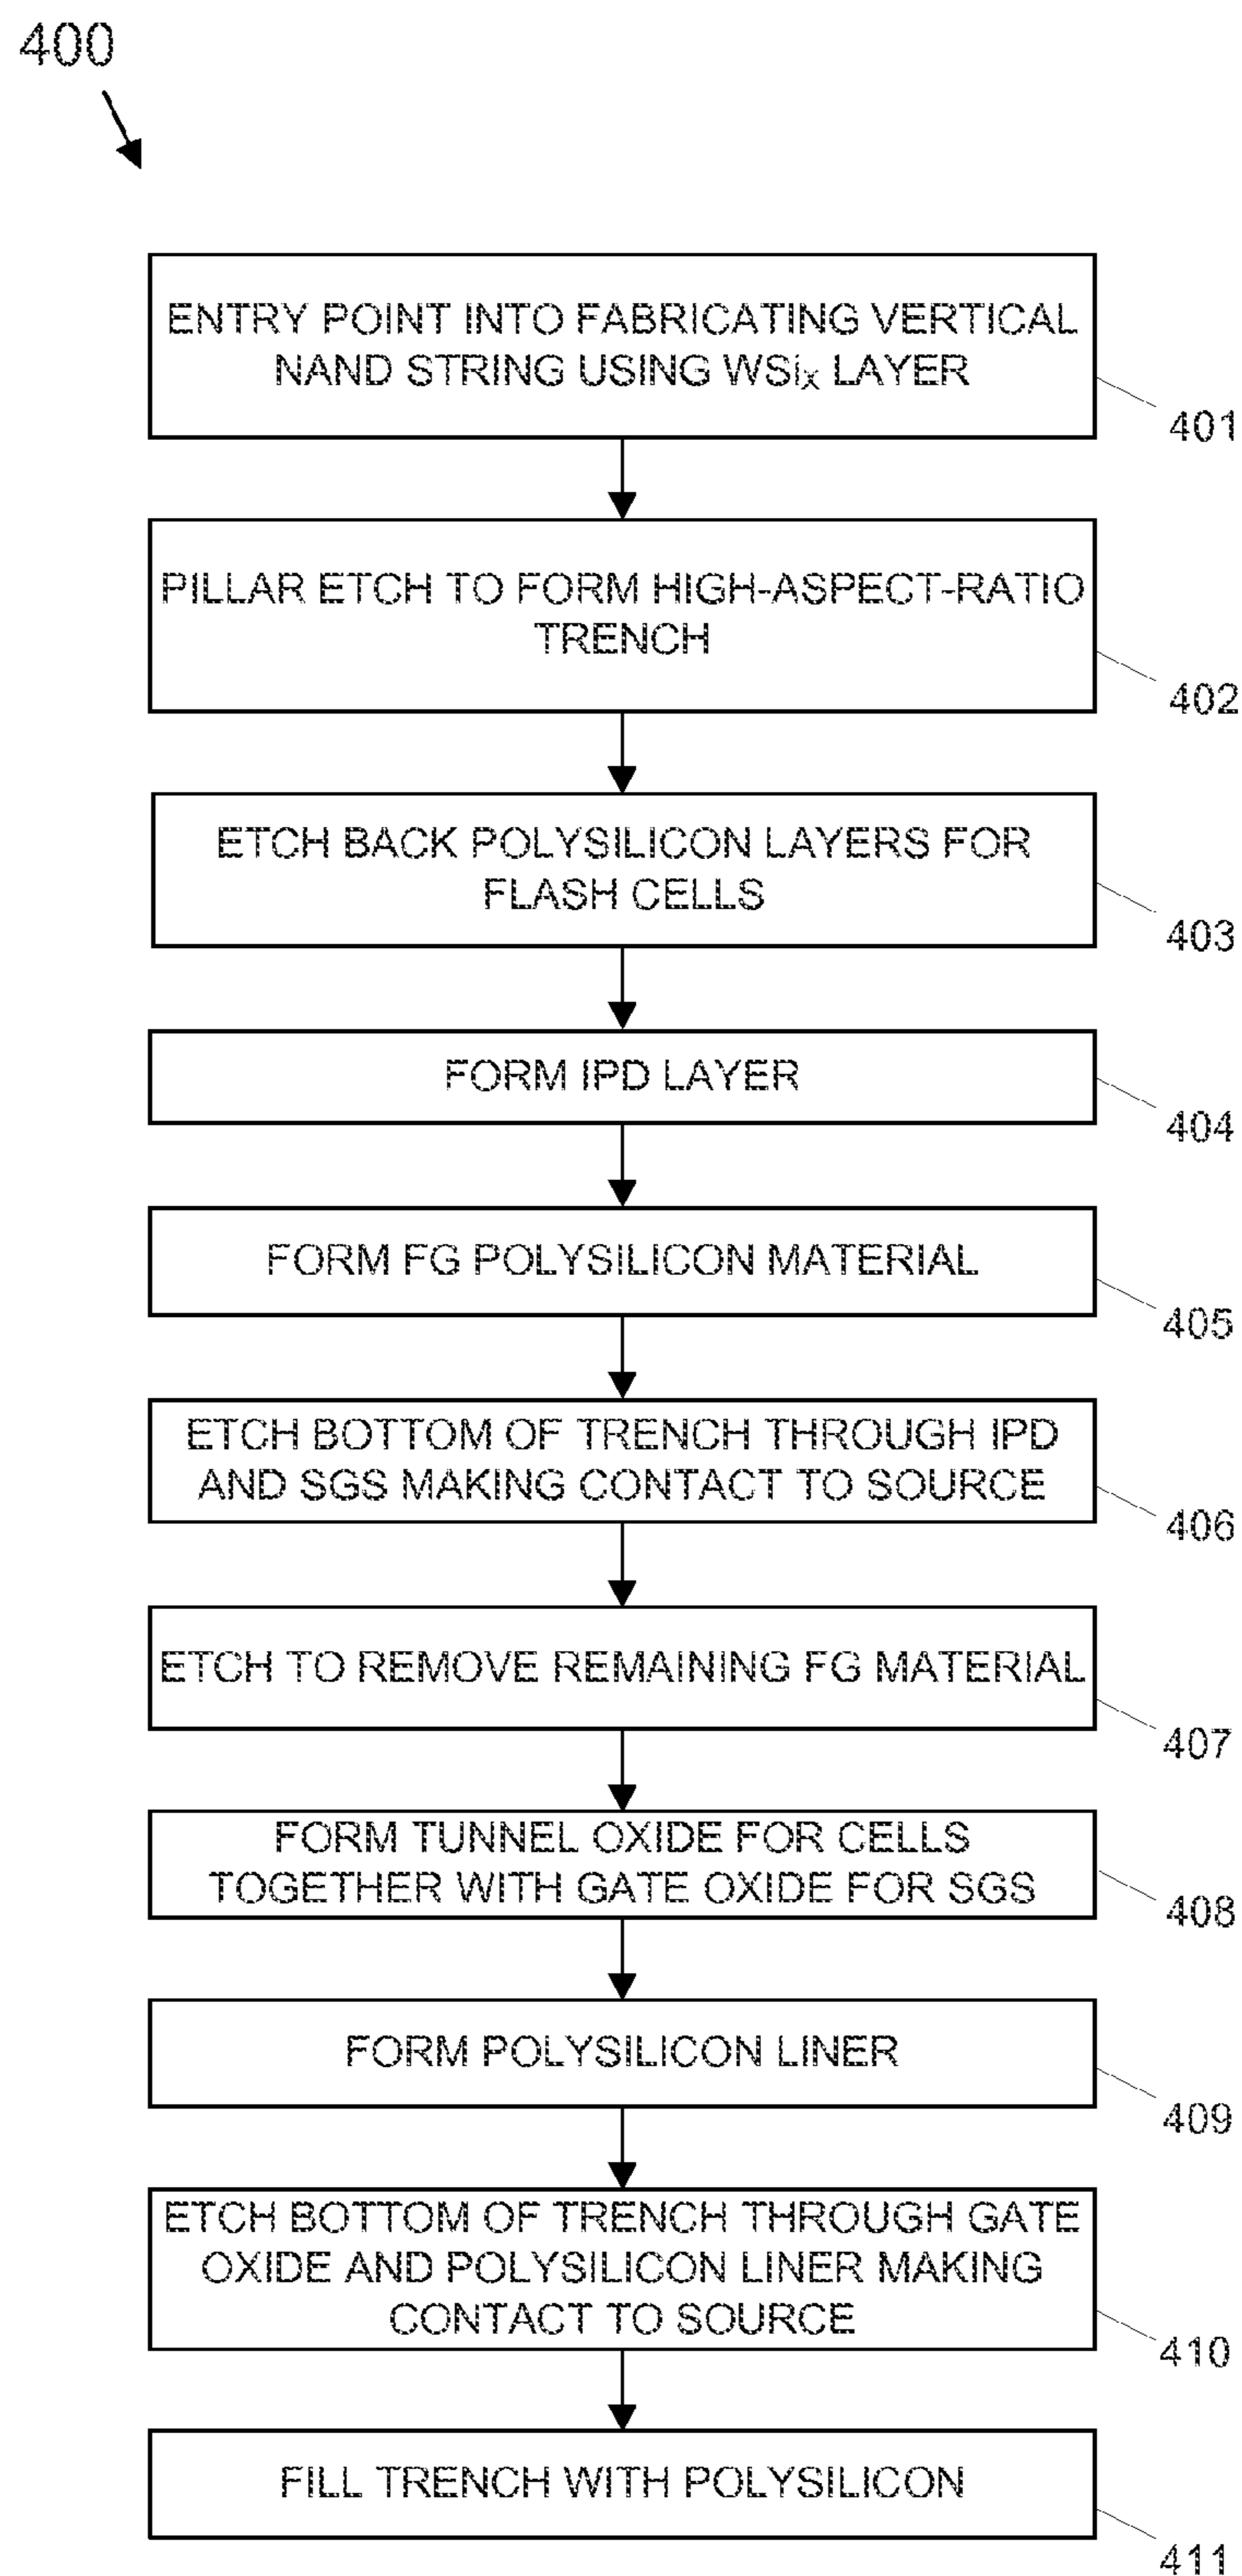 400
ENTRY POINT INTO FABRICATING VERTICAL
NAND STRING USING WSiₓ LAYER
401
PILLAR ETCH TO FORM HIGH-ASPECT-RATIO
TRENCH
402
ETCH BACK POLYSILICON LAYERS FOR
FLASH CELLS
403
FORM IPD LAYER
404
FORM FG POLYSILICON MATERIAL
405
ETCH BOTTOM OF TRENCH THROUGH IPD
AND SGS MAKING CONTACT TO SOURCE
406
ETCH TO REMOVE REMAINING FG MATERIAL
407
FORM TUNNEL OXIDE FOR CELLS
TOGETHER WITH GATE OXIDE FOR SGS
408
FORM POLYSILICON LINER
409
ETCH BOTTOM OF TRENCH THROUGH GATE
OXIDE AND POLYSILICON LINER MAKING
CONTACT TO SOURCE
410
FILL TRENCH WITH POLYSILICON
411